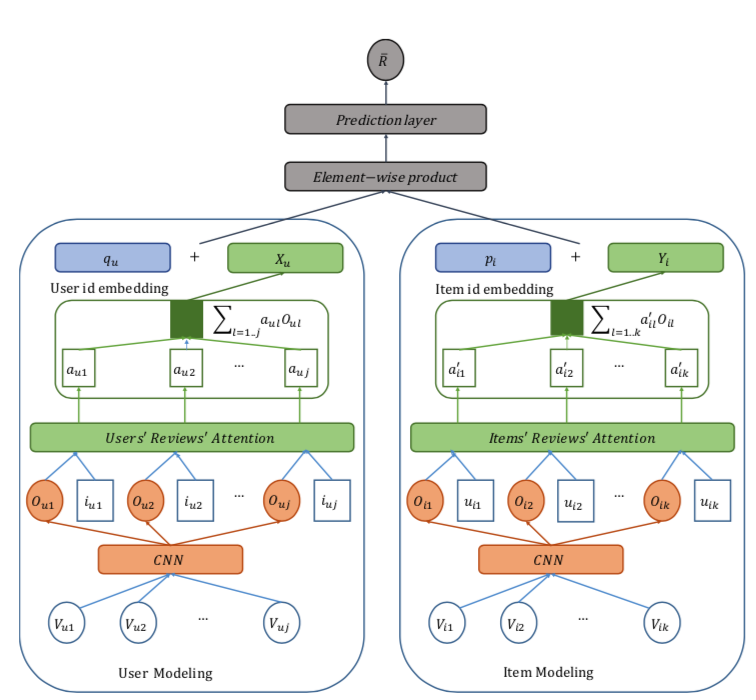 R̄
Prediction layer
Element−wise product
q_u + X_u
User id embedding
∑_{l=1..j} a_{ul}O_{ul}
a_{u1} a_{u2} ... a_{uj}
Users′ Reviews′ Attention
O_{u1} i_{u1} O_{u2} i_{u2} ... O_{uj} i_{uj}
CNN
V_{u1} V_{u2} ... V_{uj}
User Modeling
p_i + Y_i
Item id embedding
∑_{l=1..k} a′_{il}O_{il}
a′_{i1} a′_{i2} ... a′_{ik}
Items′ Reviews′ Attention
O_{i1} u_{i1} O_{i2} u_{i2} ... O_{ik} u_{ik}
CNN
V_{i1} V_{i2} ... V_{ik}
Item Modeling